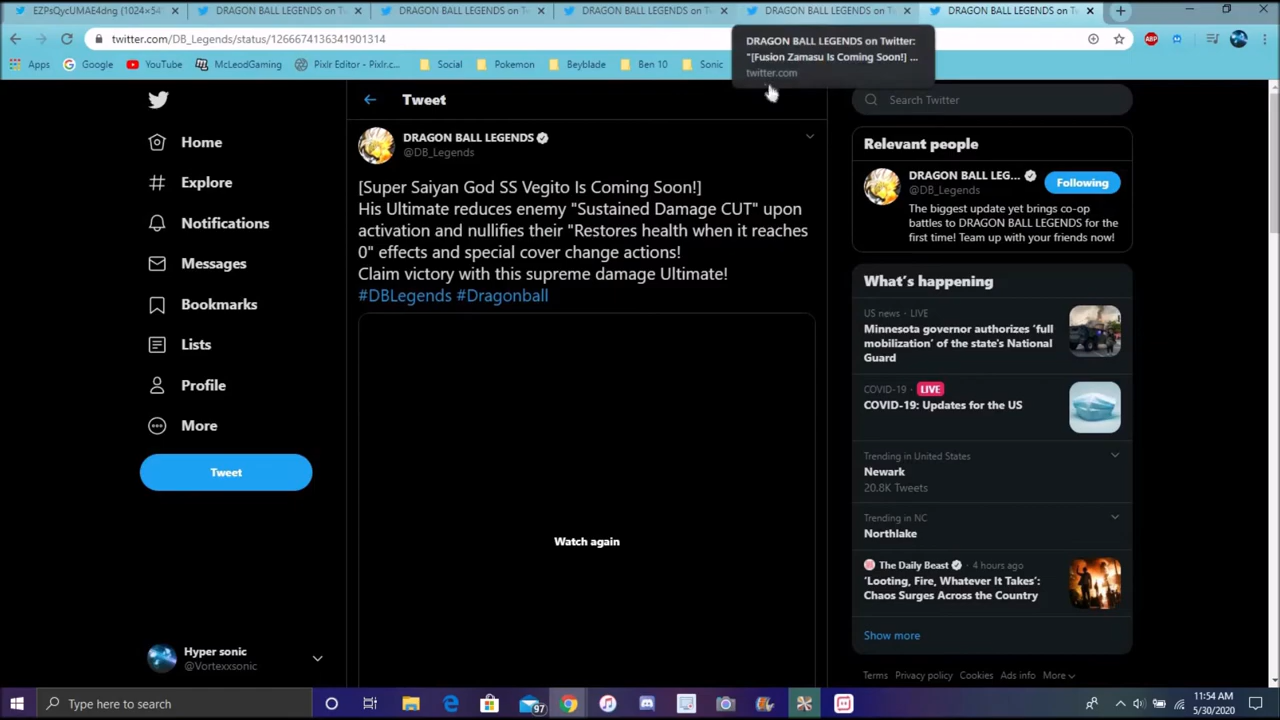 EZPsQycUMAE4dng (1024×5
DRAGON BALL LEGENDS on T
DRAGON BALL LEGENDS on T
DRAGON BALL LEGENDS on T
DRAGON BALL LEGENDS on T
DRAGON BALL LEGENDS on T
twitter.com/DB_Legends/status/1266674136341901314
ABP
DRAGON BALL LEGENDS on Twitter:
"[Fusion Zamasu Is Coming Soon!] ...
twitter.com
Apps
Google
YouTube
McLeodGaming
Pixlr Editor - Pixlr.c...
Social
Pokemon
Beyblade
Ben 10
Sonic
Home
Explore
Notifications
Messages
Bookmarks
Lists
Profile
More
Tweet
Hyper sonic
@Vortexxsonic
Tweet
DRAGON BALL LEGENDS
@DB_Legends
[Super Saiyan God SS Vegito Is Coming Soon!]
His Ultimate reduces enemy "Sustained Damage CUT" upon
activation and nullifies their "Restores health when it reaches
0" effects and special cover change actions!
Claim victory with this supreme damage Ultimate!
#DBLegends #Dragonball
Watch again
Search Twitter
Relevant people
DRAGON BALL LEG...
@DB_Legends
Following
The biggest update yet brings co-op
battles to DRAGON BALL LEGENDS for the
first time! Team up with your friends now!
What's happening
US news · LIVE
Minnesota governor authorizes 'full
mobilization' of the state's National
Guard
COVID-19 · LIVE
COVID-19: Updates for the US
Trending in United States
Newark
20.8K Tweets
Trending in NC
Northlake
The Daily Beast · 4 hours ago
'Looting, Fire, Whatever It Takes':
Chaos Surges Across the Country
Show more
Terms Privacy policy Cookies Ads info More
Type here to search
97
11:54 AM
5/30/2020